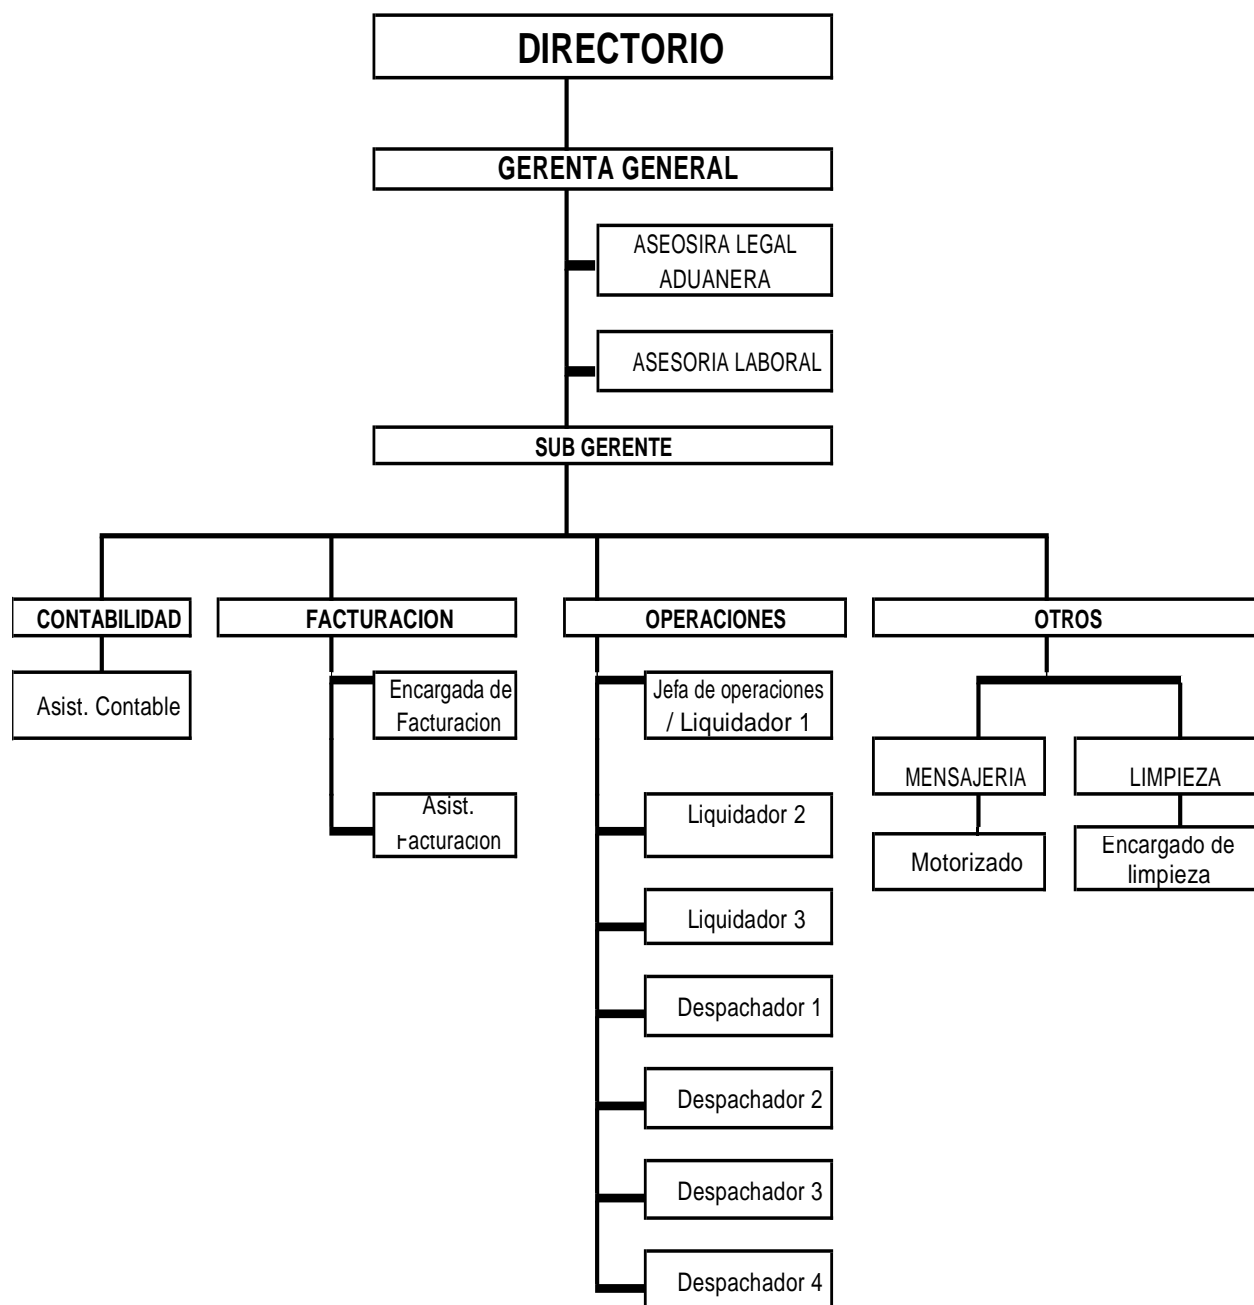 DIRECTORIO
GERENTA GENERAL
ASEOSIRA LEGAL
ADUANERA
ASESORIA LABORAL
SUB GERENTE
CONTABILIDAD
FACTURACION
OPERACIONES
OTROS
Asist. Contable
Encargada de
Facturacion
Jefa de operaciones
/ Liquidador 1
MENSAJERIA
LIMPIEZA
Asist.
Facturacion
Liquidador 2
Motorizado
Encargado de
limpieza
Liquidador 3
Despachador 1
Despachador 2
Despachador 3
Despachador 4